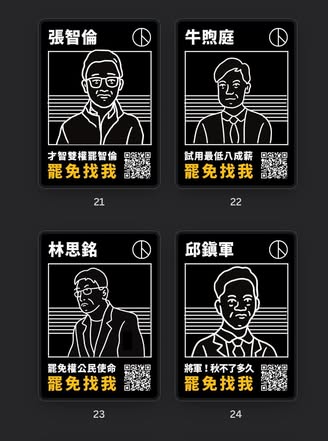 張智倫
才智雙權罷智倫
罷免找我
21
牛煦庭
試用最低八成薪
罷免找我
22
林思銘
罷免權公民使命
罷免找我
23
邱鎮軍
將軍！秋不了多久
罷免找我
24